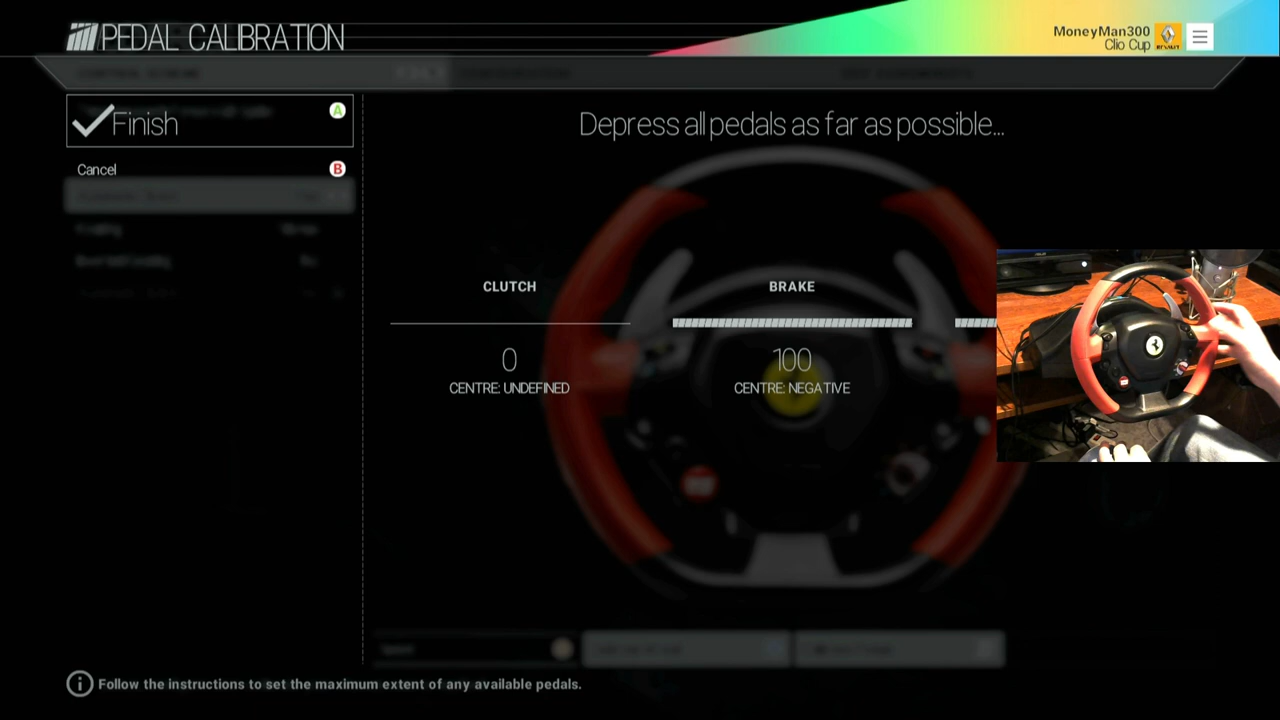 PEDAL CALIBRATION
MoneyMan300
Clio Cup
Finish
A
Cancel
B
Depress all pedals as far as possible...
CLUTCH
BRAKE
0
100
CENTRE: UNDEFINED
CENTRE: NEGATIVE
Follow the instructions to set the maximum extent of any available pedals.